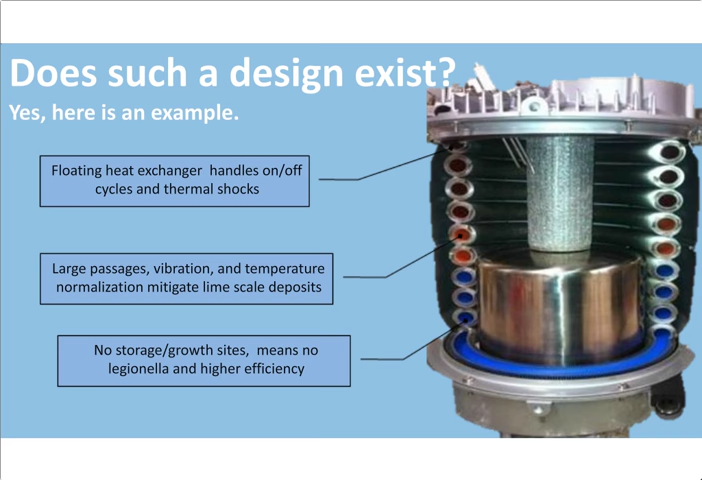 Does such a design exist?
Yes, here is an example.
Floating heat exchanger handles on/off
cycles and thermal shocks
Large passages, vibration, and temperature
normalization mitigate lime scale deposits
No storage/growth sites, means no
legionella and higher efficiency